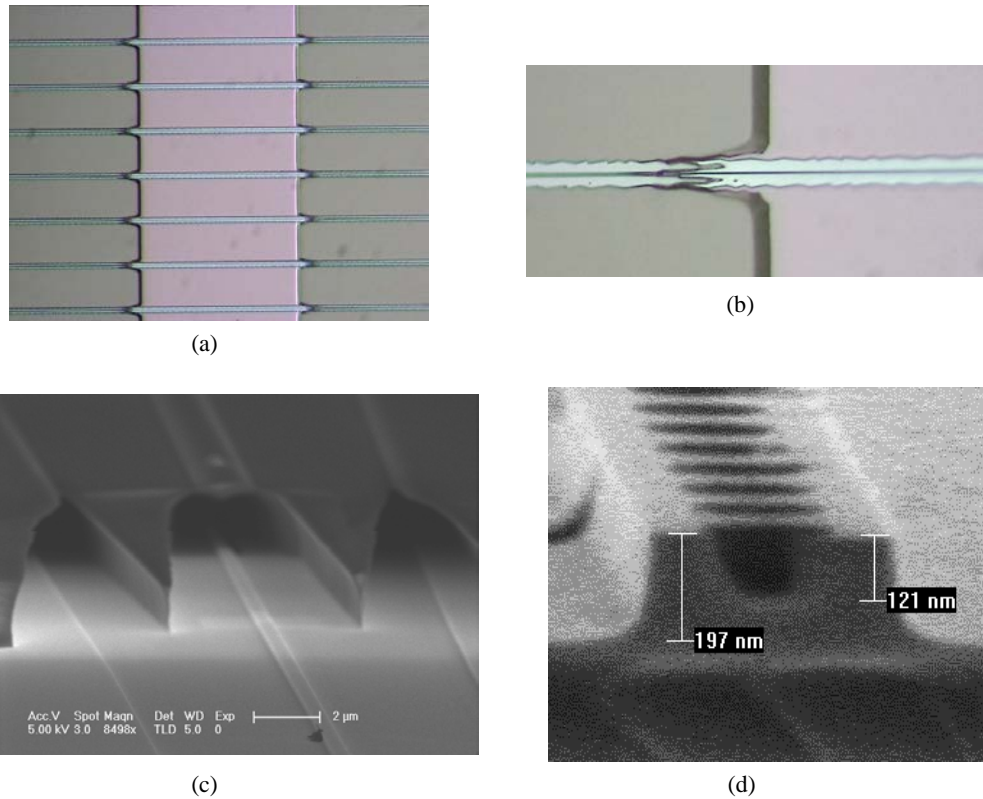 (a)
(b)
Acc.V Spot Magn Det WD Exp
5.00 kV 3.0 8498x TLD 5.0 0
2 µm
(c)
197 nm
121 nm
(d)